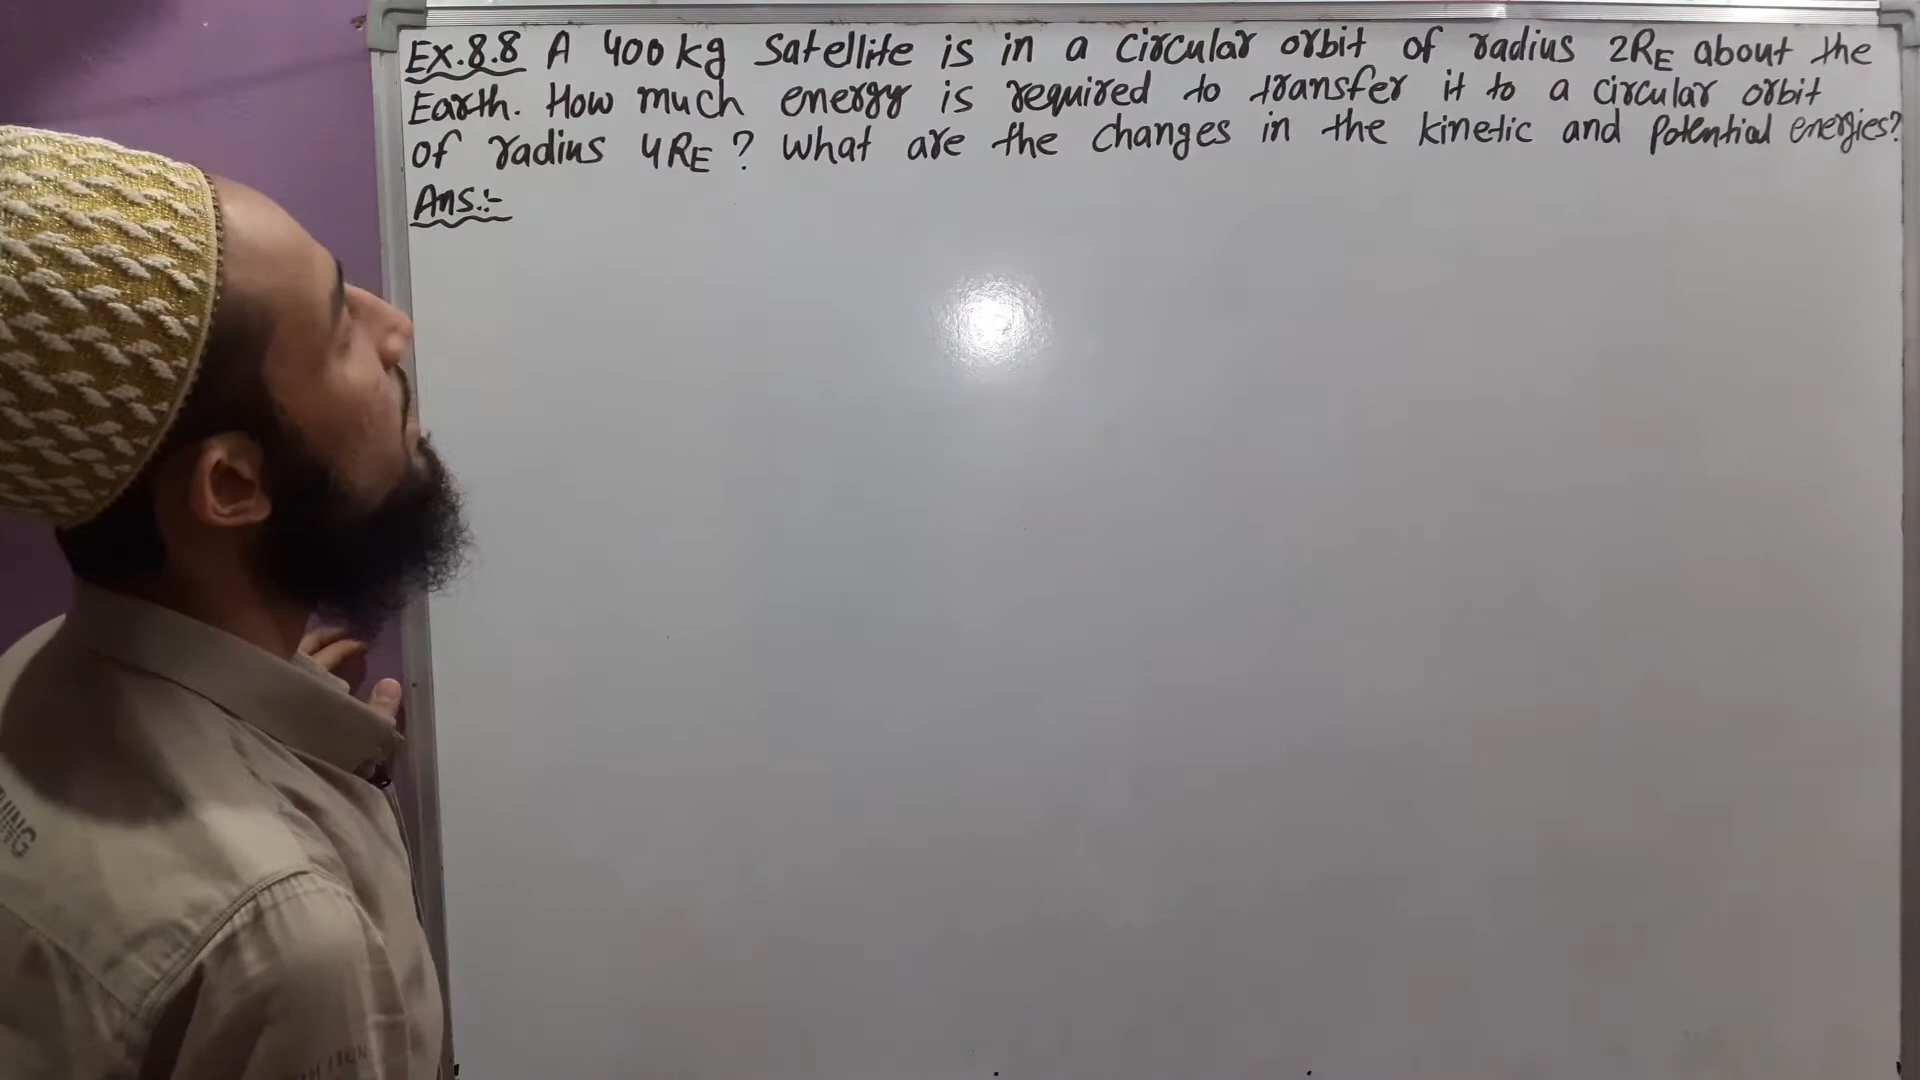 Ex.8.8 A 400 kg Satellite is in a circular orbit of radius 2RE about the
Earth. How much energy is required to transfer it to a circular orbit
of radius 4RE ? What are the changes in the kinetic and Potential energies?
Ans.:-